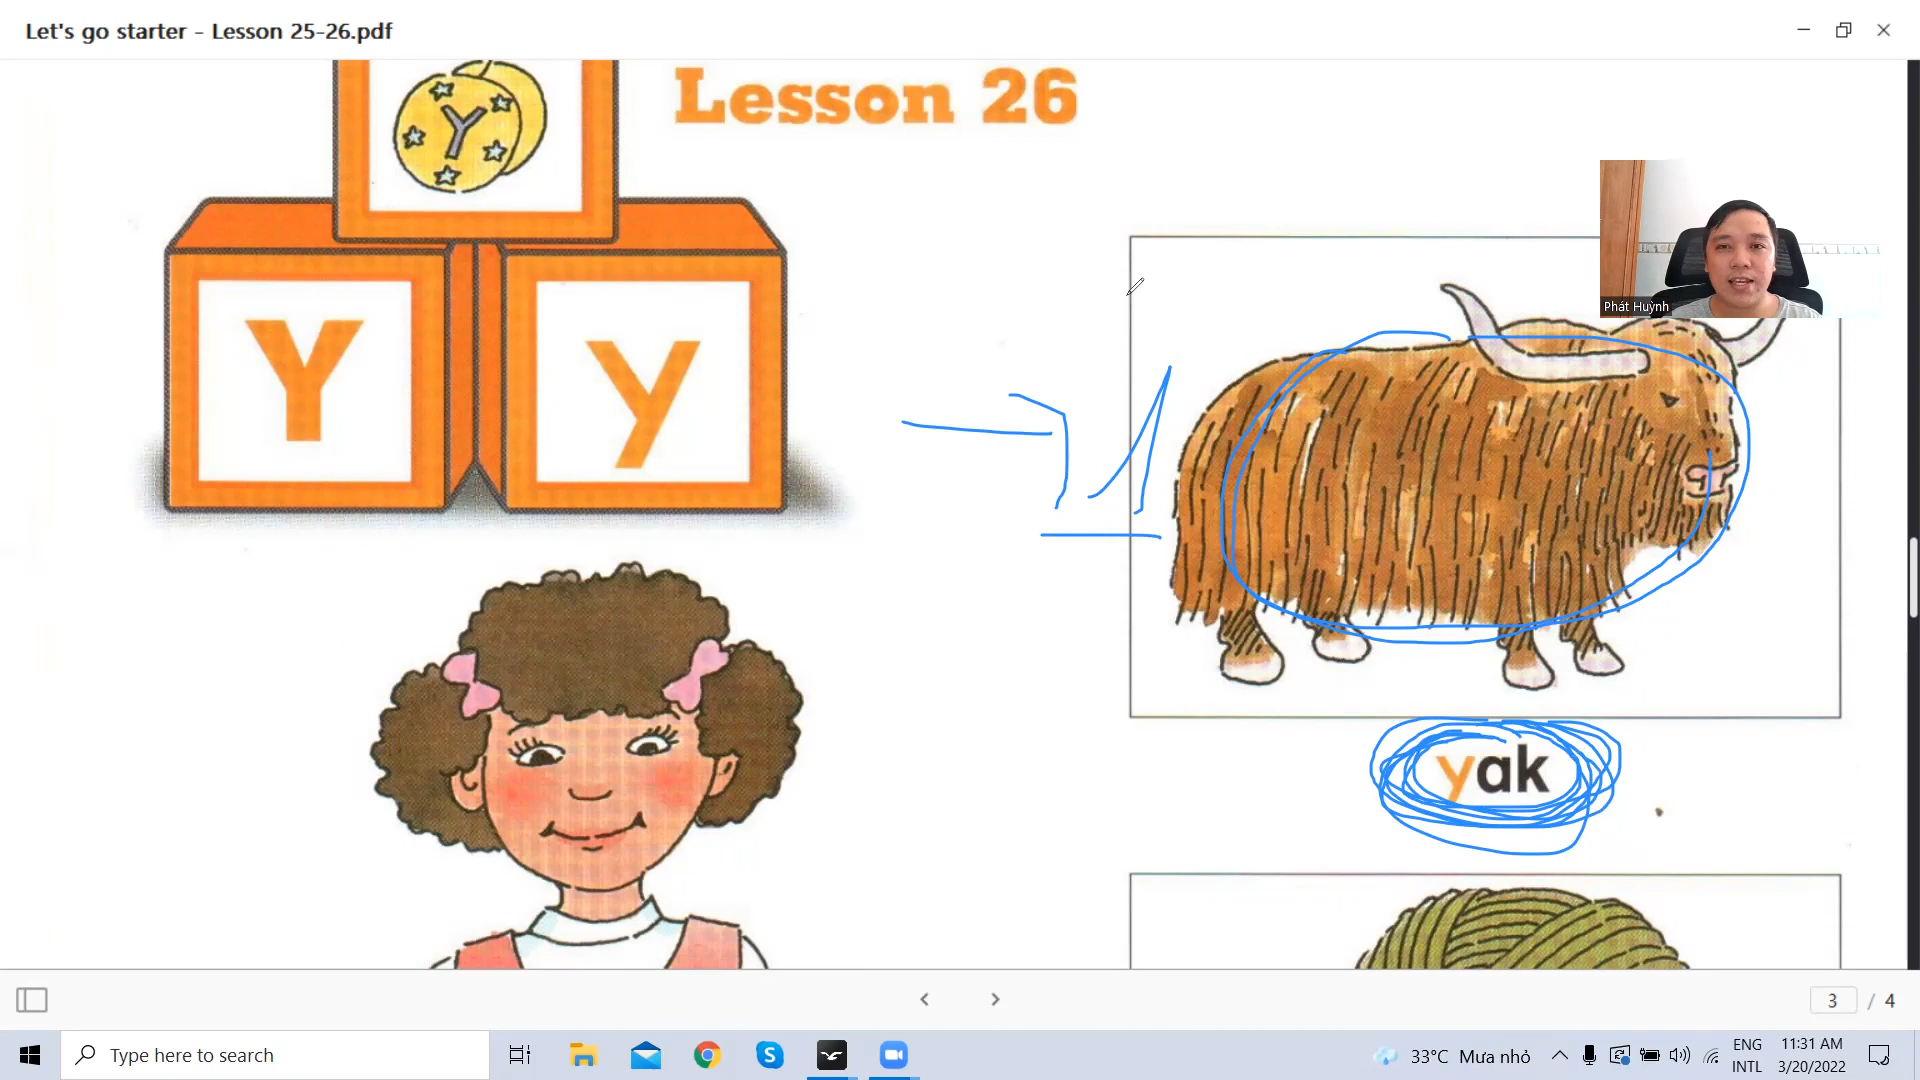 Let's go starter - Lesson 25-26.pdf
Y
Lesson 26
Y
y
Phát Huỳnh
yak
3 / 4
Type here to search
33°C Mưa nhỏ
ENG
INTL
11:31 AM
3/20/2022